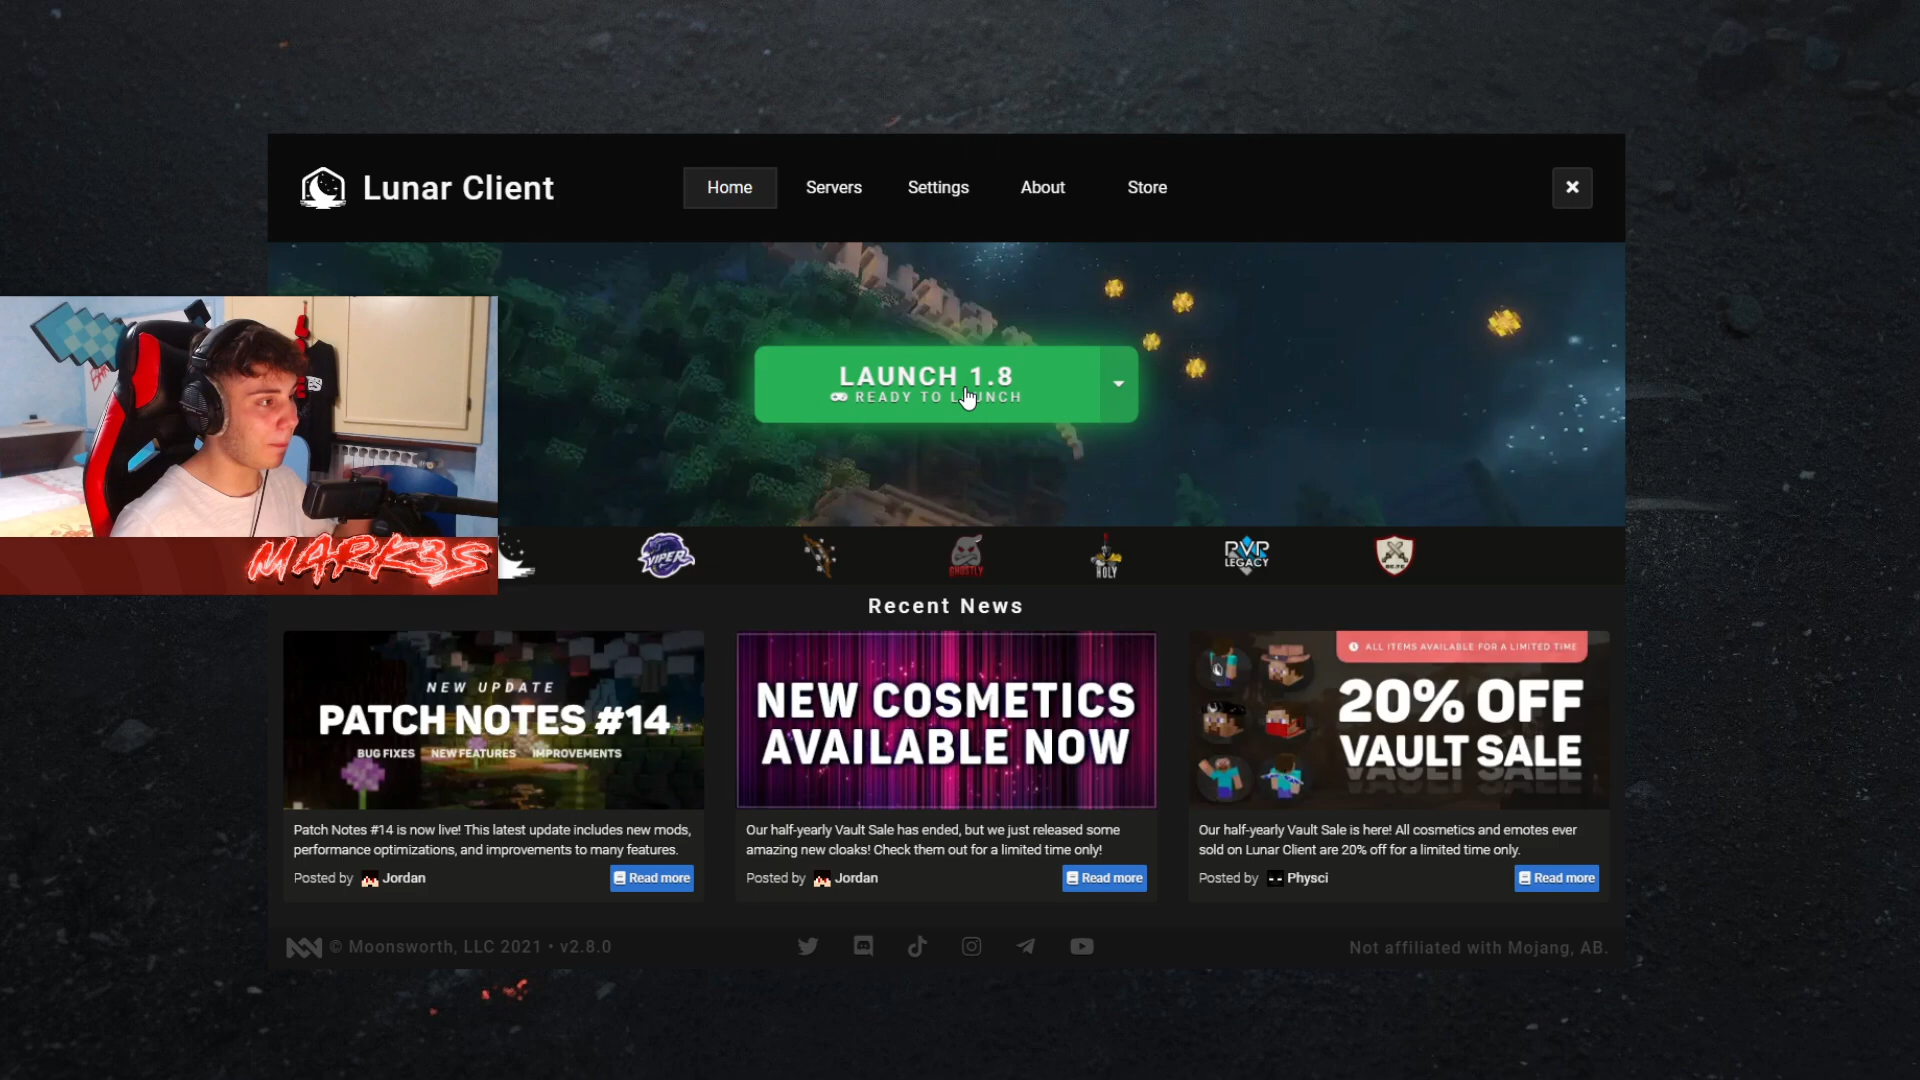 Lunar Client
Home
Servers
Settings
About
Store
LAUNCH 1.8
READY TO LAUNCH
MARK3S
VIPER
GHOSTLY
HOLY
PVP
LEGACY
Recent News
NEW UPDATE
PATCH NOTES #14
BUG FIXES NEW FEATURES IMPROVEMENTS
Patch Notes #14 is now live! This latest update includes new mods,
performance optimizations, and improvements to many features.
Posted by Jordan
Read more
NEW COSMETICS
AVAILABLE NOW
Our half-yearly Vault Sale has ended, but we just released some
amazing new cloaks! Check them out for a limited time only!
Posted by Jordan
Read more
ALL ITEMS AVAILABLE FOR A LIMITED TIME
20% OFF
VAULT SALE
Our half-yearly Vault Sale is here! All cosmetics and emotes ever
sold on Lunar Client are 20% off for a limited time only.
Posted by Physci
Read more
© Moonsworth, LLC 2021 • v2.8.0
Not affiliated with Mojang, AB.